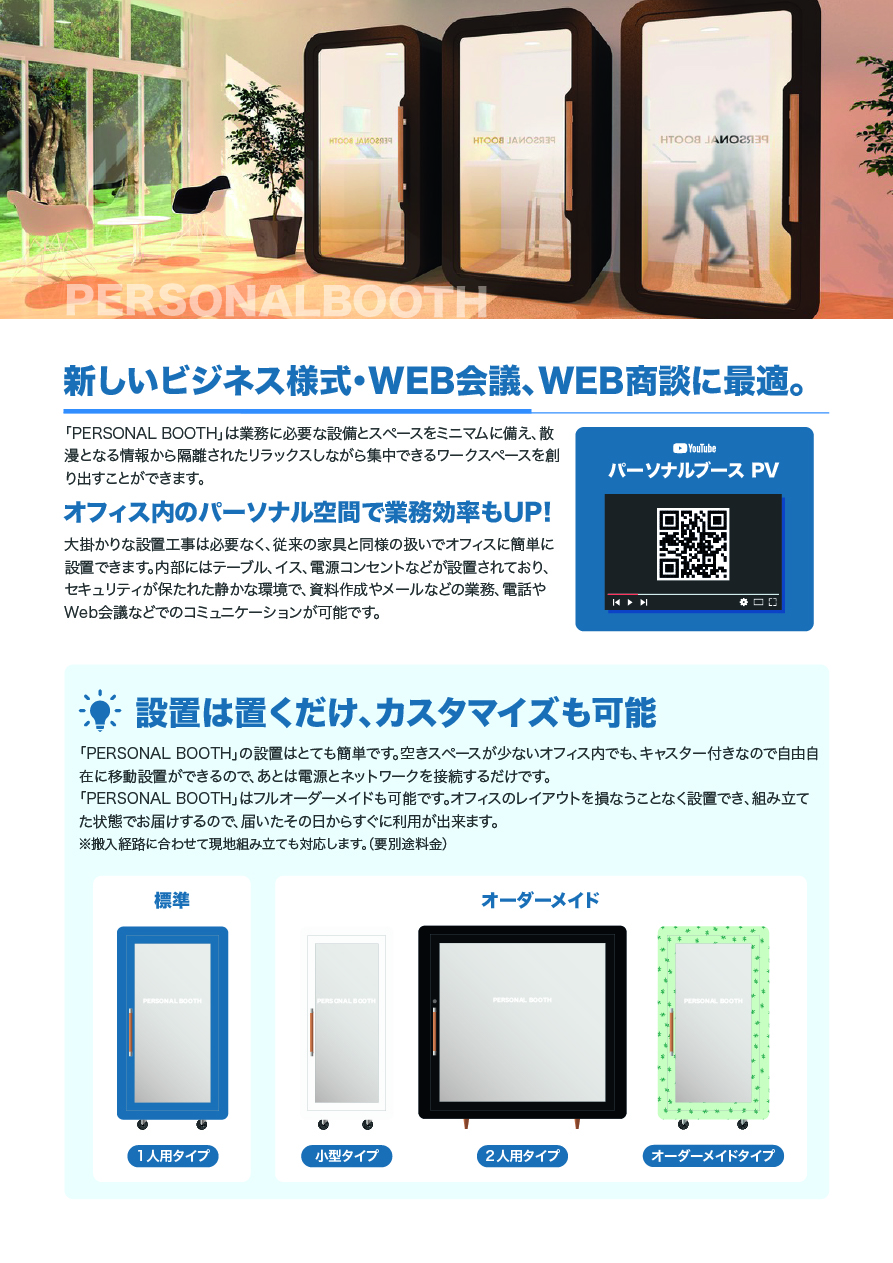 PERSONAL BOOTH
PERSONAL BOOTH
PERSONAL BOOTH
PERSONALBOOTH
新しいビジネス様式・WEB会議、WEB商談に最適。
「PERSONAL BOOTH」は業務に必要な設備とスペースをミニマムに備え、散
漫となる情報から隔離されたリラックスしながら集中できるワークスペースを創
り出すことができます。
オフィス内のパーソナル空間で業務効率もUP!
大掛かりな設置工事は必要なく、従来の家具と同様の扱いでオフィスに簡単に
設置できます。内部にはテーブル、イス、電源コンセントなどが設置されており、
セキュリティが保たれた静かな環境で、資料作成やメールなどの業務、電話や
Web会議などでのコミュニケーションが可能です。
YouTube
パーソナルブース PV
設置は置くだけ、カスタマイズも可能
「PERSONAL BOOTH」の設置はとても簡単です。空きスペースが少ないオフィス内でも、キャスター付きなので自由自
在に移動設置ができるので、あとは電源とネットワークを接続するだけです。
「PERSONAL BOOTH」はフルオーダーメイドも可能です。オフィスのレイアウトを損なうことなく設置でき、組み立て
た状態でお届けするので、届いたその日からすぐに利用が出来ます。
※搬入経路に合わせて現地組み立ても対応します。（要別途料金）
標準
オーダーメイド
PERSONAL BOOTH
PERSONAL BOOTH
PERSONAL BOOTH
PERSONAL BOOTH
1人用タイプ
小型タイプ
2人用タイプ
オーダーメイドタイプ